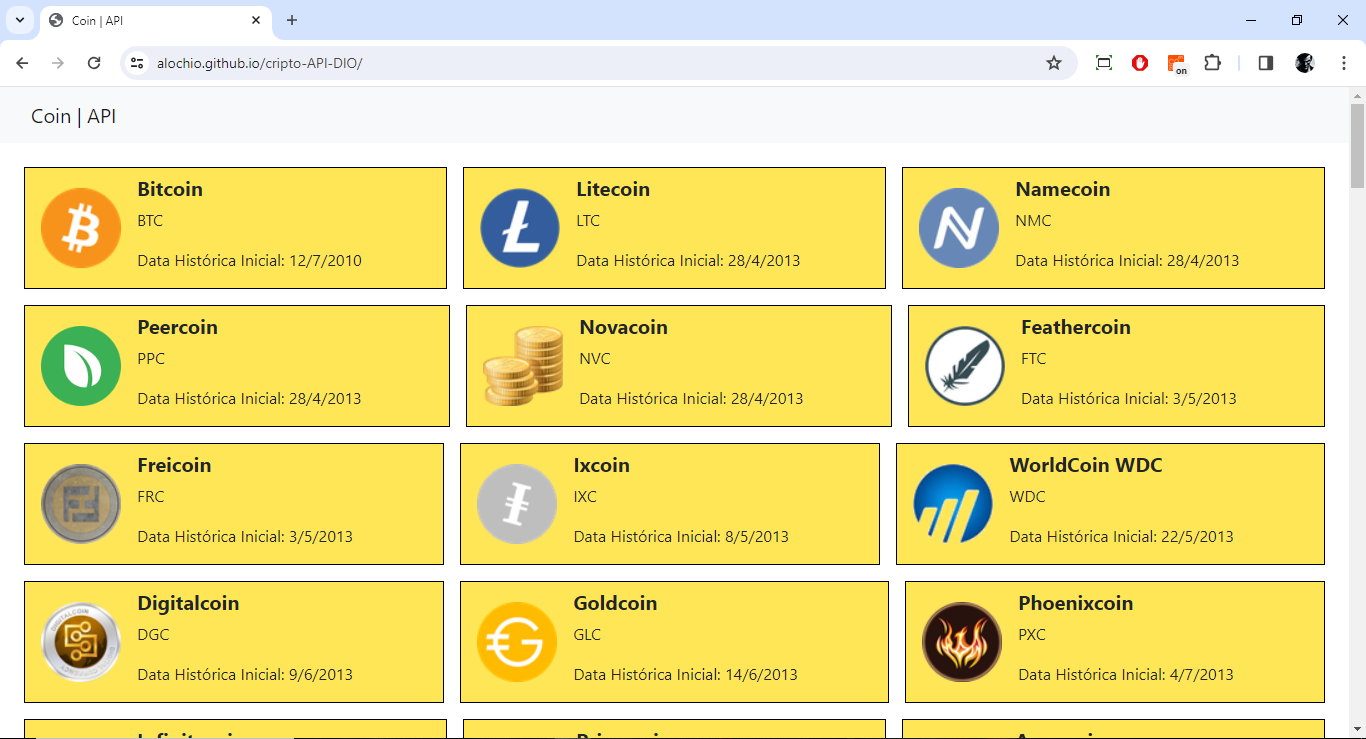 Coin | API
alochio.github.io/cripto-API-DIO/
on
Coin | API
Bitcoin
BTC
Data Histórica Inicial: 12/7/2010
Litecoin
LTC
Data Histórica Inicial: 28/4/2013
Namecoin
NMC
Data Histórica Inicial: 28/4/2013
Peercoin
PPC
Data Histórica Inicial: 28/4/2013
Novacoin
NVC
Data Histórica Inicial: 28/4/2013
Feathercoin
FTC
Data Histórica Inicial: 3/5/2013
Freicoin
FRC
Data Histórica Inicial: 3/5/2013
Ixcoin
IXC
Data Histórica Inicial: 8/5/2013
WorldCoin WDC
WDC
Data Histórica Inicial: 22/5/2013
Digitalcoin
DGC
Data Histórica Inicial: 9/6/2013
Goldcoin
GLC
Data Histórica Inicial: 14/6/2013
Phoenixcoin
PXC
Data Histórica Inicial: 4/7/2013